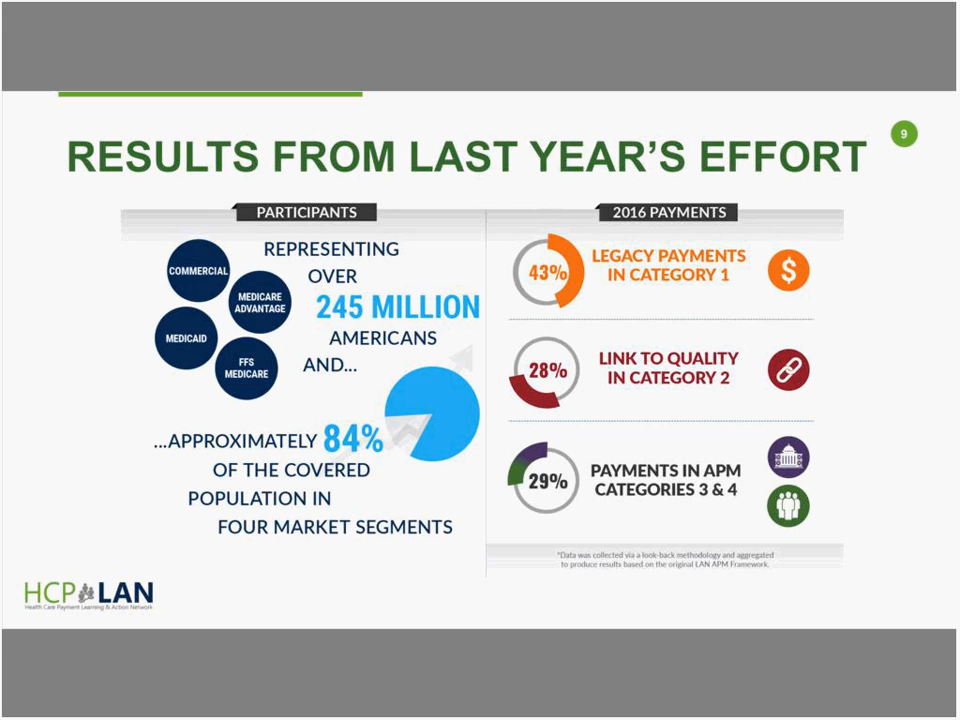 9
RESULTS FROM LAST YEAR'S EFFORT
PARTICIPANTS
COMMERCIAL
MEDICARE
ADVANTAGE
MEDICAID
FFS
MEDICARE
REPRESENTING
OVER
245 MILLION
AMERICANS
AND...
...APPROXIMATELY 84%
OF THE COVERED
POPULATION IN
FOUR MARKET SEGMENTS
2016 PAYMENTS
43%
LEGACY PAYMENTS
IN CATEGORY 1
$
28%
LINK TO QUALITY
IN CATEGORY 2
29%
PAYMENTS IN APM
CATEGORIES 3 & 4
*Data was collected via a look-back methodology and aggregated
to produce results based on the original LAN APM Framework.
HCP LAN
Health Care Payment Learning & Action Network